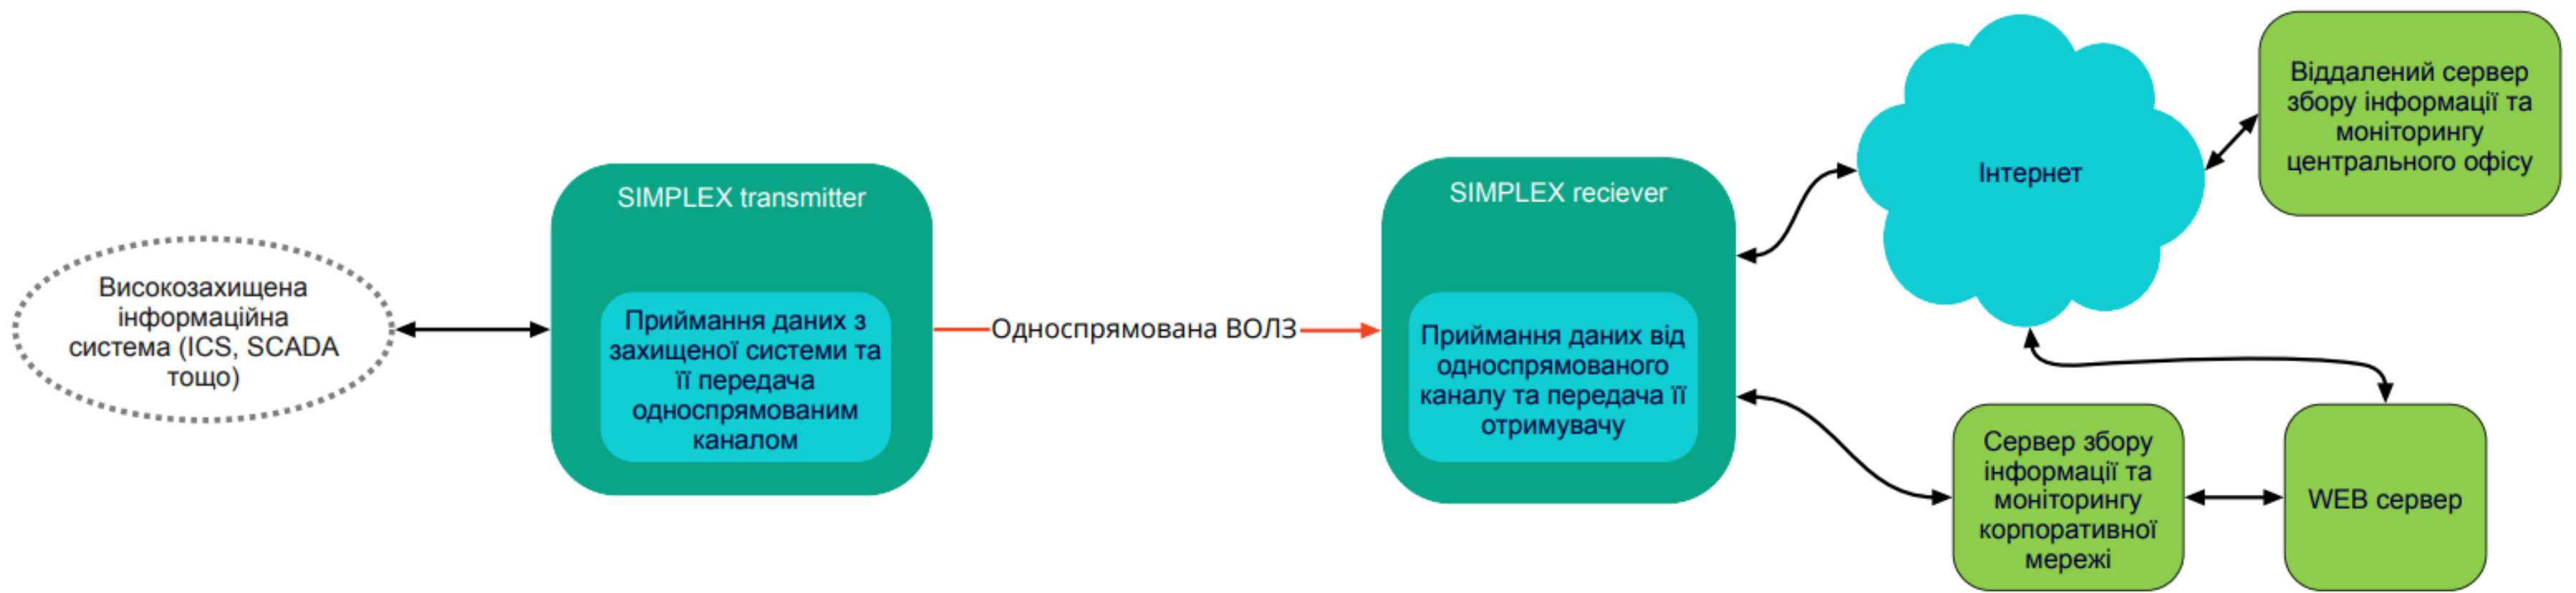 Високозахищена
інформаційна
система (ICS, SCADA
тощо)
SIMPLEX transmitter
Приймання даних з
захищеної системи та
її передача
односпрямованим
каналом
Односпрямована ВОЛЗ
SIMPLEX reciever
Приймання даних від
односпрямованого
каналу та передача її
отримувачу
Інтернет
Віддалений сервер
збору інформації та
моніторингу
центрального офісу
Сервер збору
інформації та
моніторингу
корпоративної
мережі
WEB сервер